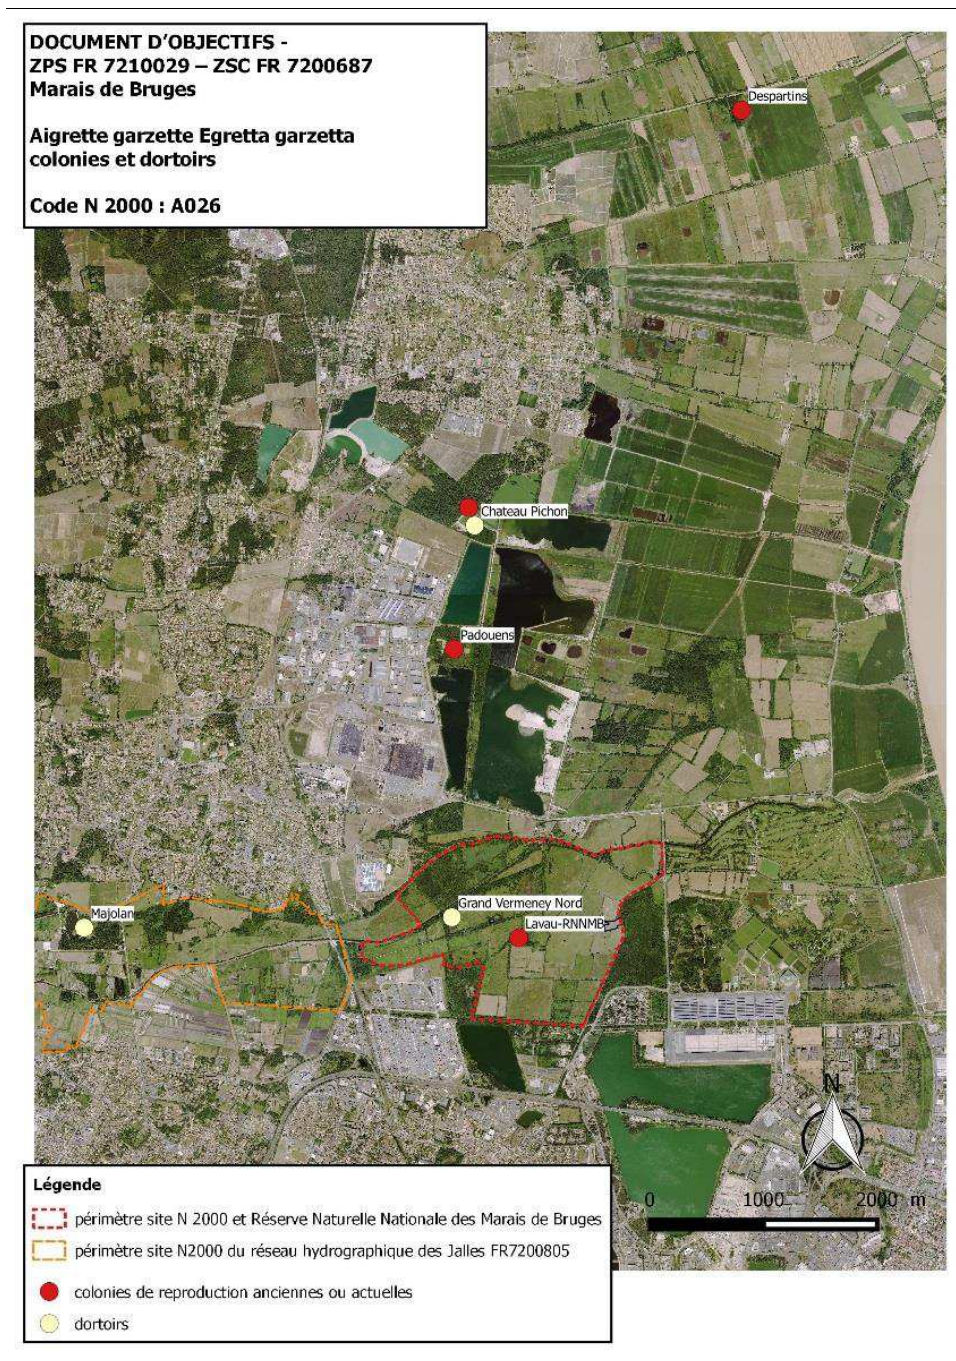 DOCUMENT D'OBJECTIFS -
ZPS FR 7210029 – ZSC FR 7200687
Marais de Bruges
Aigrette garzette Egretta garzetta
colonies et dortoirs
Code N 2000 : A026
Despartins
Chateau Pichon
Padouens
Grand Vermeney Nord
Majolan
Lavau-RNNMB
N
0 1000 2000 m
Légende
périmètre site N 2000 et Réserve Naturelle Nationale des Marais de Bruges
périmètre site N2000 du réseau hydrographique des Jalles FR7200805
colonies de reproduction anciennes ou actuelles
dortoirs